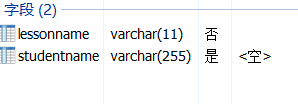 字段 (2)
lessonname varchar(11) 否
studentname varchar(255) 是 <空>